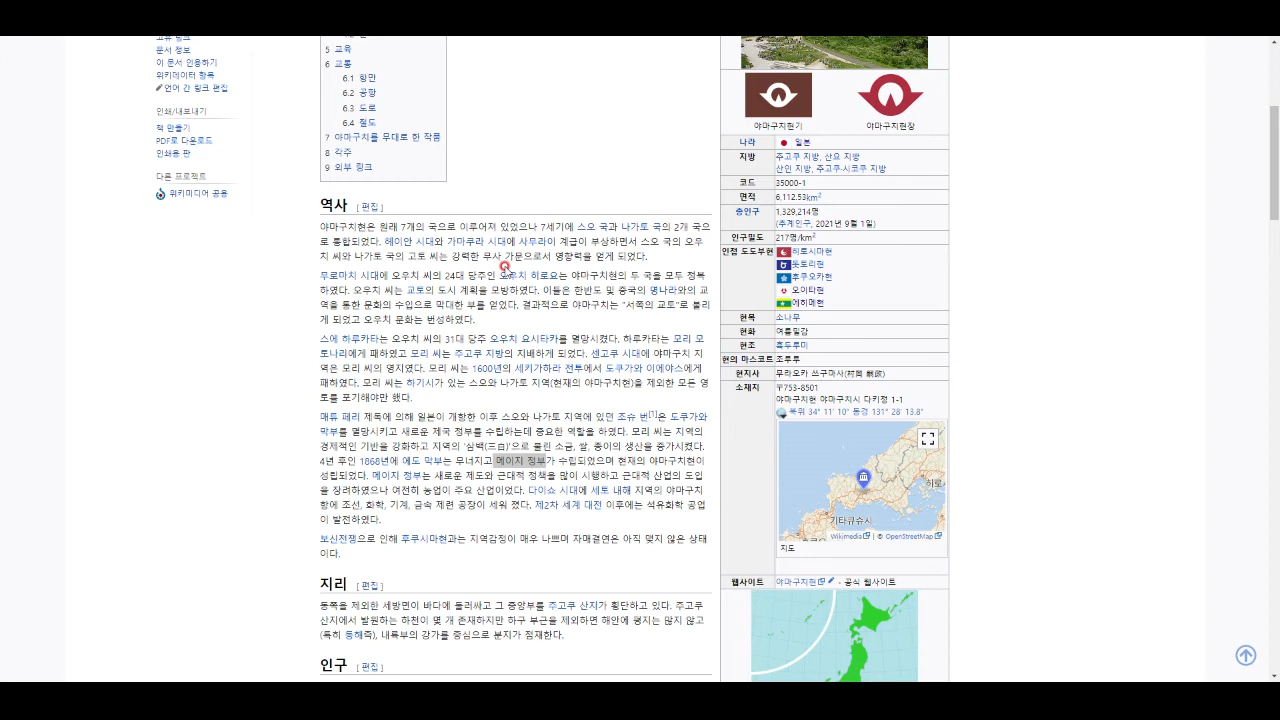 고유 링크
문서 정보
이 문서 인용하기
위키데이터 항목
언어 간 링크 편집
인쇄/내보내기
책 만들기
PDF로 다운로드
인쇄용 판
다른 프로젝트
위키미디어 공용
5 교육
6 교통
6.1 항만
6.2 공항
6.3 도로
6.4 철도
7 야마구치를 무대로 한 작품
8 각주
9 외부 링크
역사 [편집]
야마구치현은 원래 7개의 국으로 이루어져 있었으나 7세기에 스오 국과 나가토 국의 2개 국으
로 통합되었다. 헤이안 시대와 가마쿠라 시대에 사무라이 계급이 부상하면서 스오 국의 오우
치 씨와 나가토 국의 고토 씨는 강력한 무사 가문으로서 영향력을 얻게 되었다.
무로마치 시대에 오우치 씨의 24대 당주인 오우치 히로요는 야마구치현의 두 국을 모두 정복
하였다. 오우치 씨는 교토의 도시 계획을 모방하였다. 이들은 한반도 및 중국의 명나라와의 교
역을 통한 문화의 수입으로 막대한 부를 얻었다. 결과적으로 야마구치는 "서쪽의 교토"로 불리
게 되었고 오우치 문화는 번성하였다.
스에 하루카타는 오우치 씨의 31대 당주 오우치 요시타카를 멸망시켰다. 하루카타는 모리 모
토나리에게 패하였고 모리 씨는 주고쿠 지방의 지배하게 되었다. 센고쿠 시대에 야마구치 지
역은 모리 씨의 영지였다. 모리 씨는 1600년의 세키가하라 전투에서 도쿠가와 이에야스에게
패하였다. 모리 씨는 하기시가 있는 스오와 나가토 지역(현재의 야마구치현)을 제외한 모든 영
토를 포기해야만 했다.
매튜 페리 제독에 의해 일본이 개항한 이후 스오와 나가토 지역에 있던 조슈 번[1]은 도쿠가와
막부를 멸망시키고 새로운 제국 정부를 수립하는데 중요한 역할을 하였다. 모리 씨는 지역의
경제적인 기반을 강화하고 지역의 '삼백(三白)'으로 불린 소금, 쌀, 종이의 생산을 증가시켰다.
4년 후인 1868년에 에도 막부는 무너지고 메이지 정부가 수립되었으며 현재의 야마구치현이
성립되었다. 메이지 정부는 새로운 제도와 근대적 정책을 많이 시행하고 근대적 산업의 도입
을 장려하였으나 여전히 농업이 주요 산업이었다. 다이쇼 시대에 세토 내해 지역의 야마구치
항에 조선, 화학, 기계, 금속 제련 공장이 세워 졌다. 제2차 세계 대전 이후에는 석유화학 공업
이 발전하였다.
보신전쟁으로 인해 후쿠시마현과는 지역감정이 매우 나쁘며 자매결연은 아직 맺지 않은 상태
이다.
지리 [편집]
동쪽을 제외한 세방면이 바다에 둘러싸고 그 중앙부를 주고쿠 산지가 횡단하고 있다. 주고쿠
산지에서 발원하는 하천이 몇 개 존재하지만 하구 부근을 제외하면 해안에 평지는 많지 않고
(특히 동해측), 내륙부의 강가를 중심으로 분지가 점재한다.
인구 [편집]
야마구치현기 야마구치현장
나라 일본
지방 주고쿠 지방, 산요 지방
산인 지방, 주고쿠·시코쿠 지방
코드 35000-1
면적 6,112.53km2
총인구 1,329,214명
(추계인구, 2021년 9월 1일)
인구밀도 217명/km2
인접 도도부현 히로시마현
돗토리현
후쿠오카현
오이타현
에히메현
현목 소나무
현화 여름밀감
현조 흑두루미
현의 마스코트 조루루
현지사 무라오카 쓰구마사(村岡 嗣政)
소재지 〒753-8501
야마구치현 야마구치시 다키정 1-1
북위 34° 11′ 10″ 동경 131° 28′ 13.8″
히로시
기타큐슈시
Wikimedia | © OpenStreetMap
지도
웹사이트 야마구치현 - 공식 웹사이트